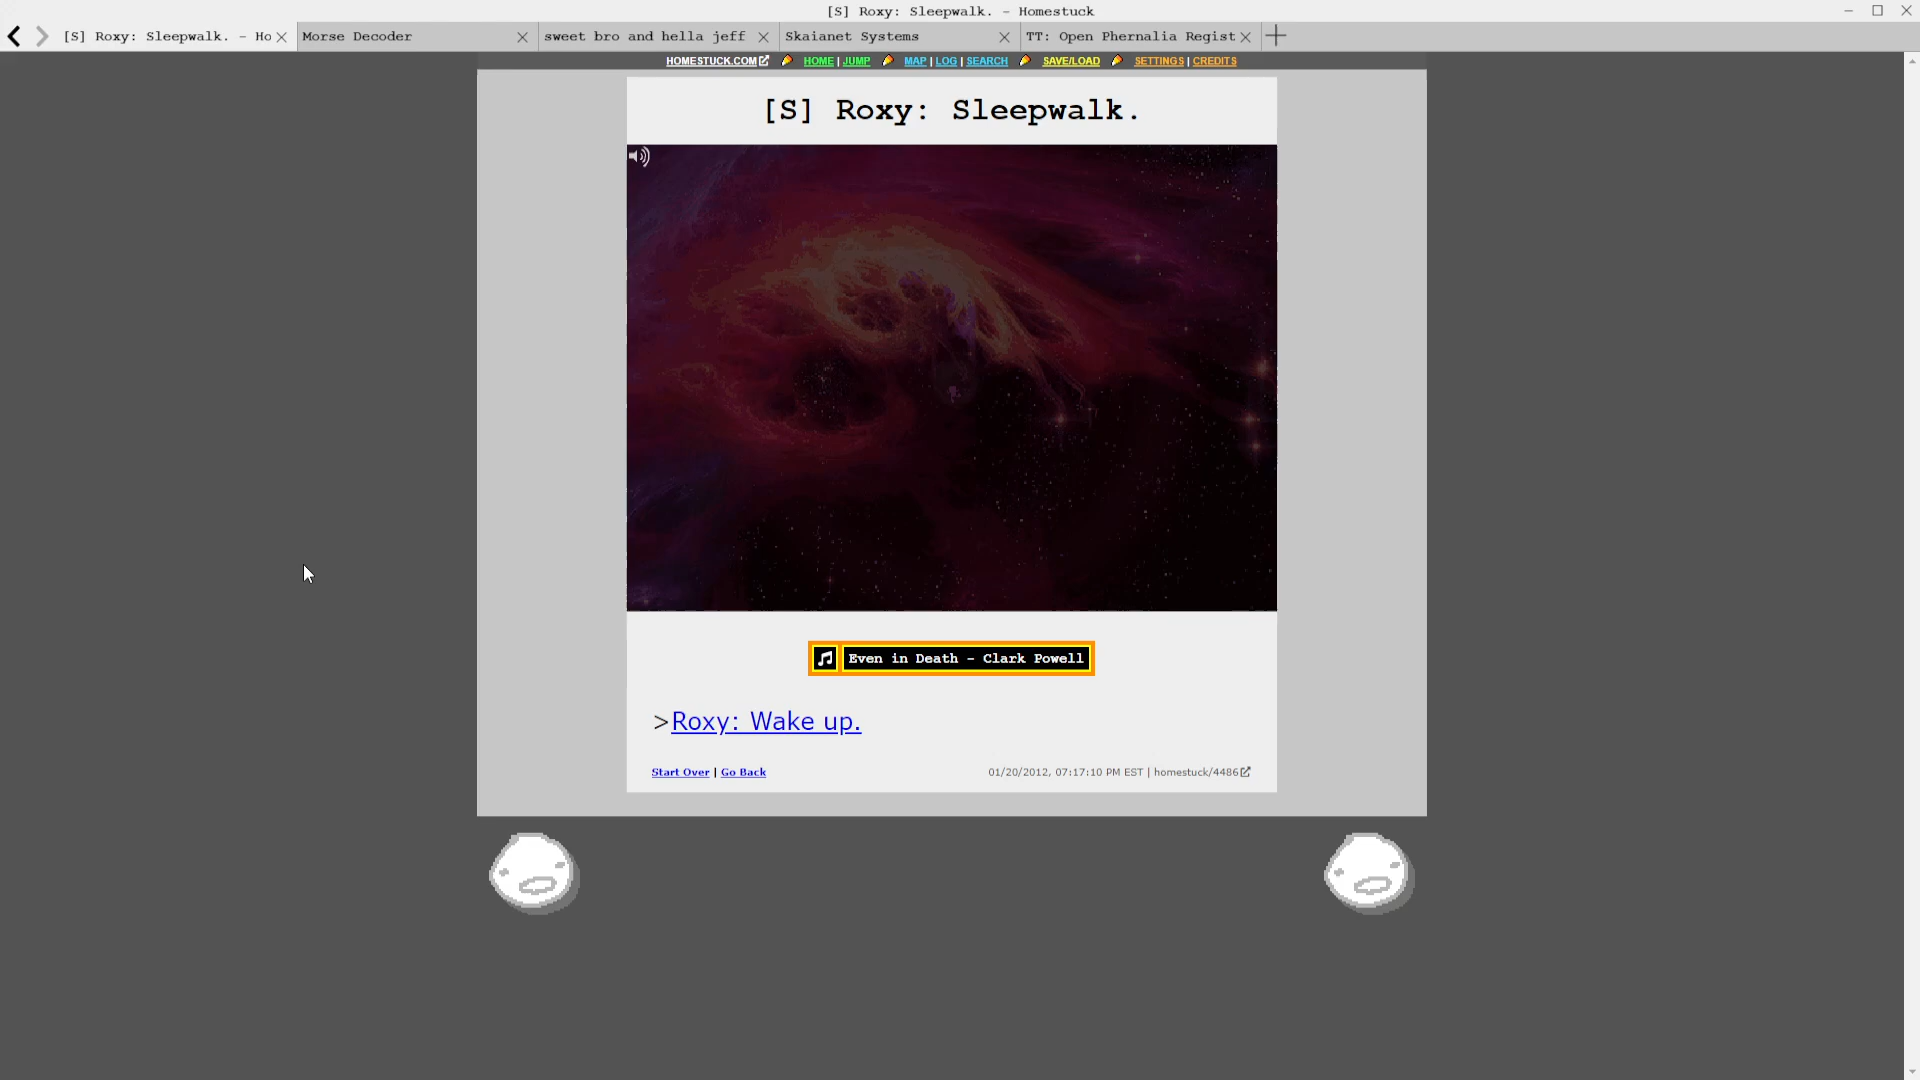 [S] Roxy: Sleepwalk. - Homestuck
[S] Roxy: Sleepwalk. - Ho
Morse Decoder
sweet bro and hella jeff
Skaianet Systems
TT: Open Phernalia Regist
HOMESTUCK.COM HOME | JUMP MAP | LOG | SEARCH SAVE/LOAD SETTINGS | CREDITS
[S] Roxy: Sleepwalk.
Even in Death - Clark Powell
>Roxy: Wake up.
Start Over | Go Back
01/20/2012, 07:17:10 PM EST | homestuck/4486